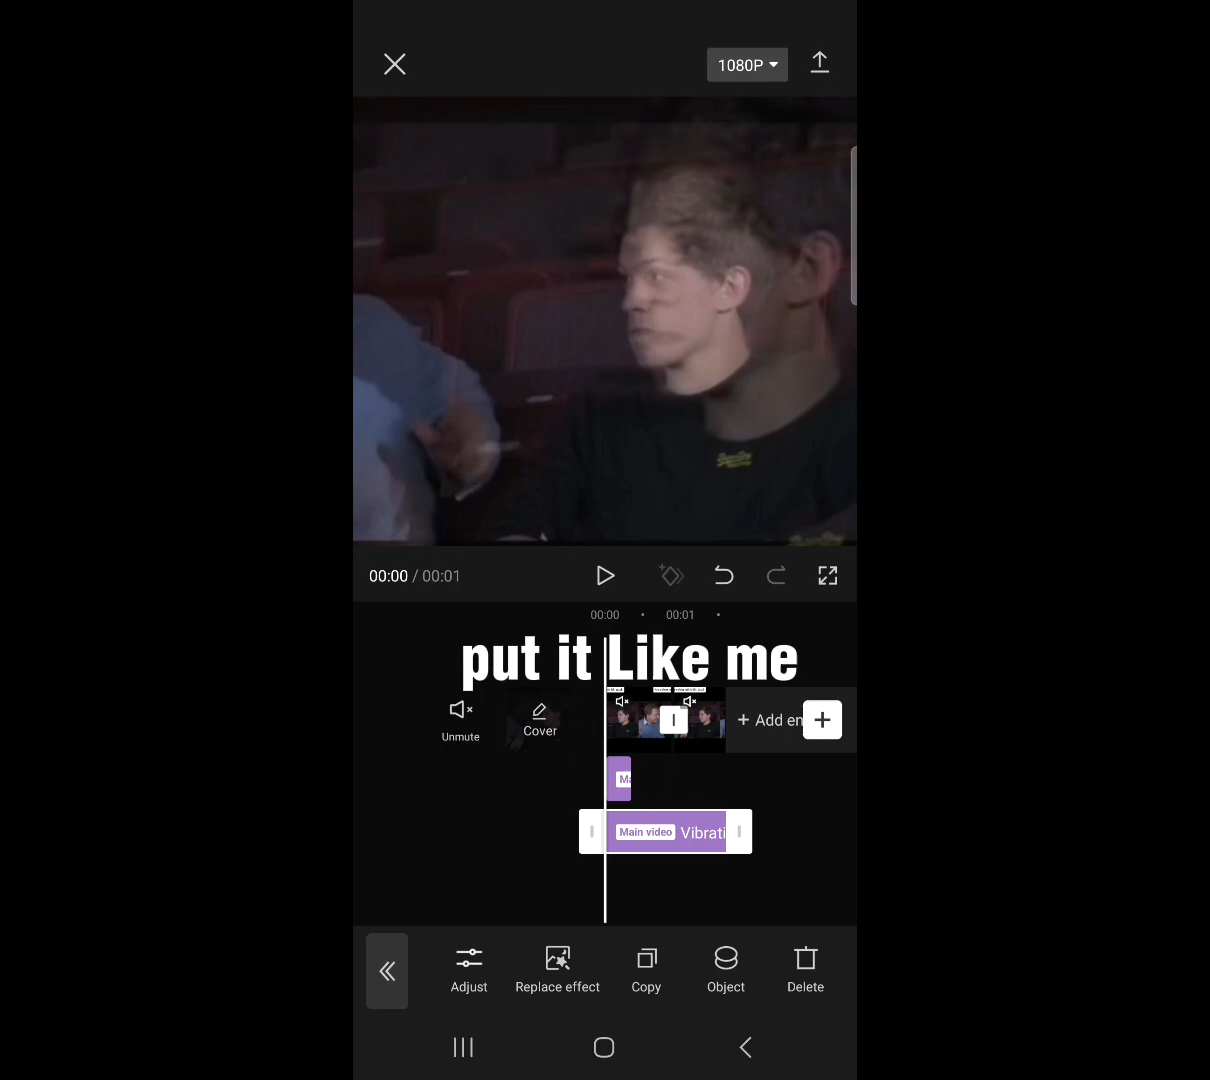 1080P
00:00 / 00:01
00:00 00:01
put it Like me
Unmute
Cover
+ Add en
Main video Vibrati
Adjust
Replace effect
Copy
Object
Delete